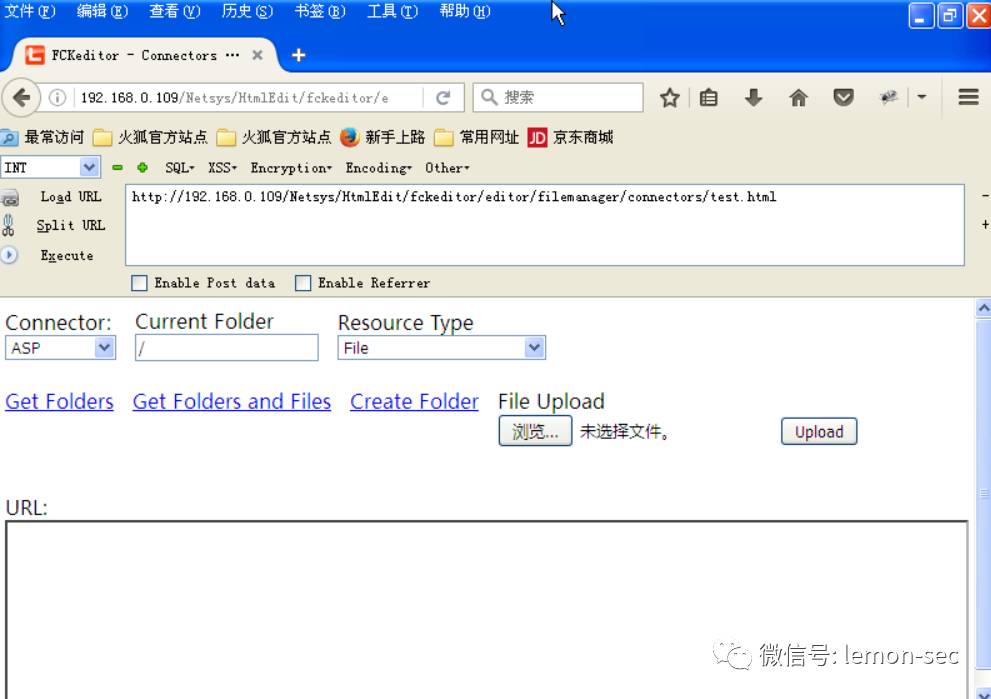 文件(F) 编辑(E) 查看(V) 历史(S) 书签(B) 工具(T) 帮助(H)
FCKeditor - Connectors ···
192.168.0.109/Netsys/HtmlEdit/fckeditor/e 搜索
最常访问 火狐官方站点 火狐官方站点 新手上路 常用网址 JD 京东商城
INT SQL▾ XSS▾ Encryption▾ Encoding▾ Other▾
Load URL http://192.168.0.109/Netsys/HtmlEdit/fckeditor/editor/filemanager/connectors/test.html
Split URL
Execute
Enable Post data Enable Referrer
Connector: Current Folder Resource Type
ASP / File
Get Folders Get Folders and Files Create Folder File Upload
浏览... 未选择文件。 Upload
URL:
微信号: lemon-sec